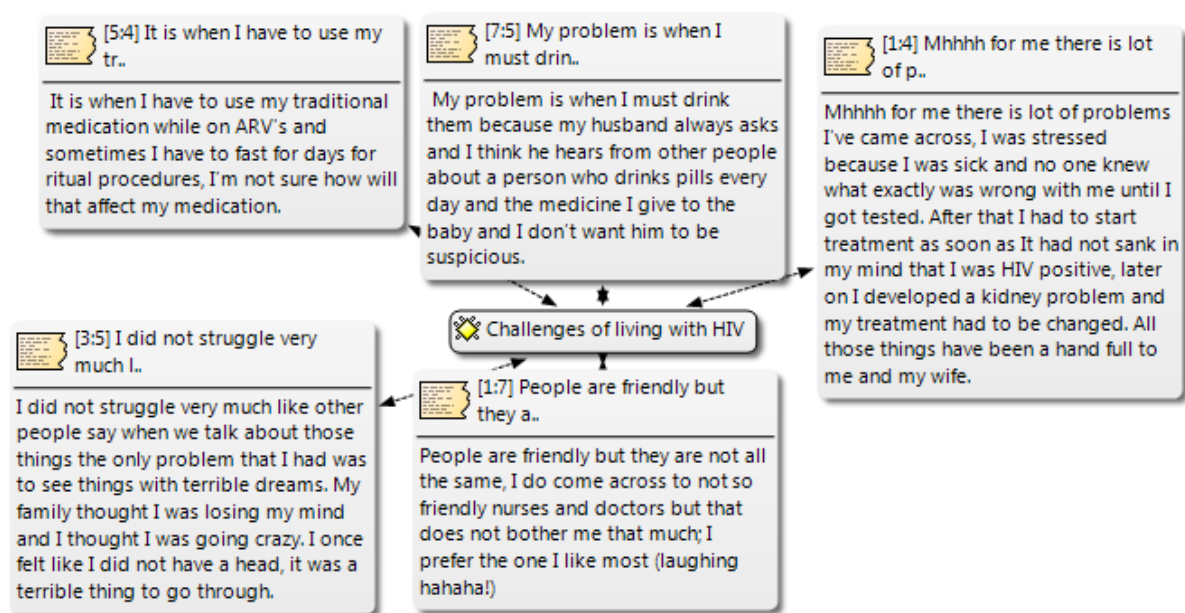 [5:4] It is when I have to use my
tr..
It is when I have to use my traditional
medication while on ARV's and
sometimes I have to fast for days for
ritual procedures, I'm not sure how will
that affect my medication.
[7:5] My problem is when I
must drin..
My problem is when I must drink
them because my husband always asks
and I think he hears from other people
about a person who drinks pills every
day and the medicine I give to the
baby and I don't want him to be
suspicious.
[1:4] Mhhhh for me there is lot
of p..
Mhhhh for me there is lot of problems
I've came across, I was stressed
because I was sick and no one knew
what exactly was wrong with me until I
got tested. After that I had to start
treatment as soon as It had not sank in
my mind that I was HIV positive, later
on I developed a kidney problem and
my treatment had to be changed. All
those things have been a hand full to
me and my wife.
Challenges of living with HIV
[3:5] I did not struggle very
much l..
I did not struggle very much like other
people say when we talk about those
things the only problem that I had was
to see things with terrible dreams. My
family thought I was losing my mind
and I thought I was going crazy. I once
felt like I did not have a head, it was a
terrible thing to go through.
[1:7] People are friendly but
they a..
People are friendly but they are not all
the same, I do come across to not so
friendly nurses and doctors but that
does not bother me that much; I
prefer the one I like most (laughing
hahaha!)